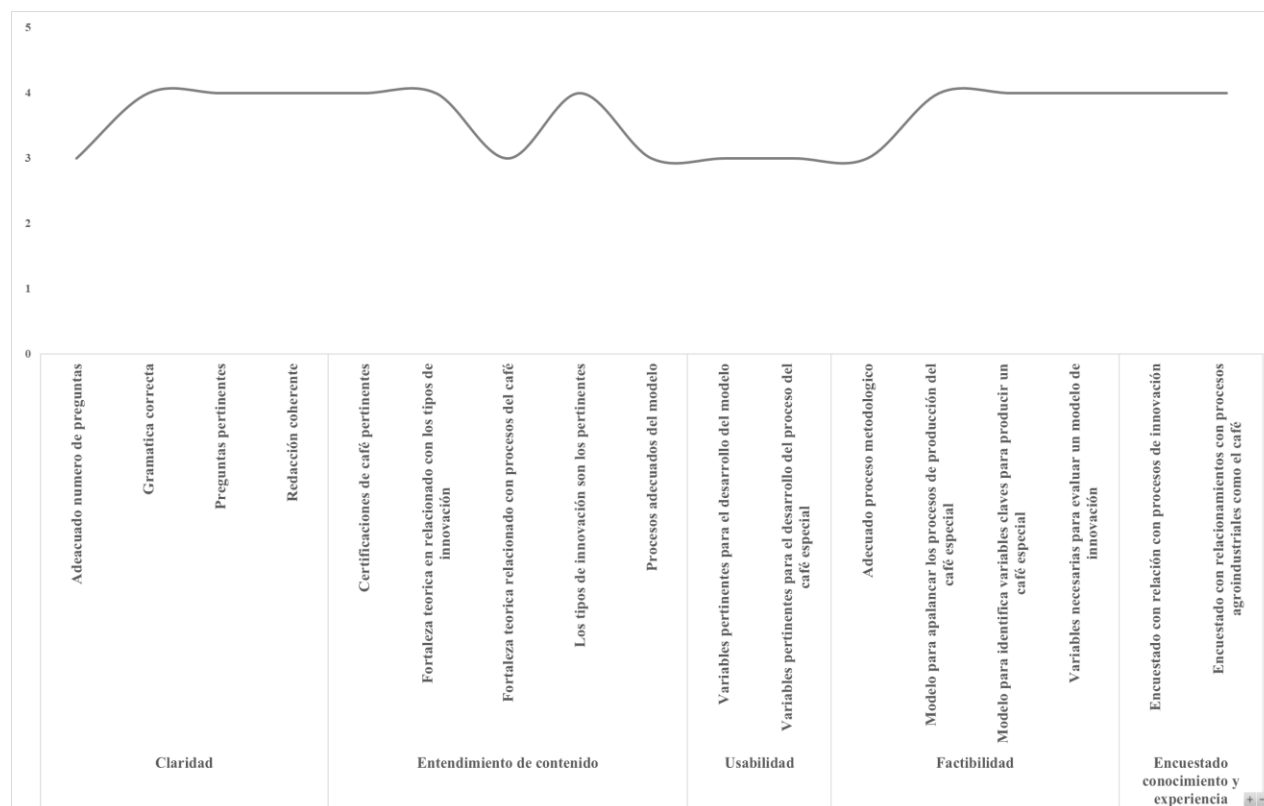 5
4
3
2
1
0
Adeacuado numero de preguntas
Gramatica correcta
Preguntas pertinentes
Redacción coherente
Certificaciones de café pertinentes
Fortaleza teorica en relacionado con los tipos de
innovación
Fortaleza teorica relacionado con procesos del café
Los tipos de innovación son los pertinentes
Procesos adecuados del modelo
Variables pertinentes para el desarrollo del modelo
Variables pertinentes para el desarrollo del proceso del
café especial
Adecuado proceso metodologico
Modelo para apalancar los procesos de producción del
café especial
Modelo para identifica variables claves para producir un
café especial
Variables necesarias para evaluar un modelo de
innovación
Encuestado con relación con procesos de innovación
Encuestado con relacionamientos con procesos
agroindustriales como el café
Claridad
Entendimiento de contenido
Usabilidad
Factibilidad
Encuestado
conocimiento y
experiencia